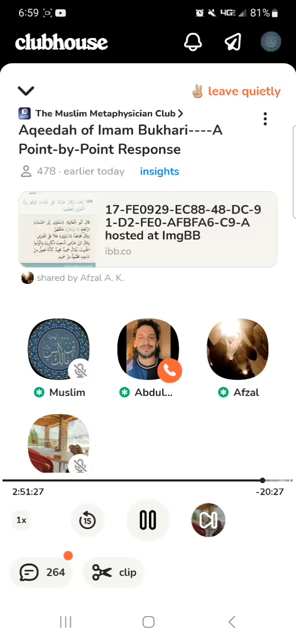 6:59
4G
81%
clubhouse
leave quietly
The Muslim Metaphysician Club
Aqeedah of Imam Bukhari----A
Point-by-Point Response
478 · earlier today
insights
17-FE0929-EC88-48-DC-9
1-D2-FE0-AFBFA6-C9-A
hosted at ImgBB
ibb.co
shared by Afzal A. K.
Muslim
Abdul...
Afzal
2:51:27
-20:27
1x
15
264
clip